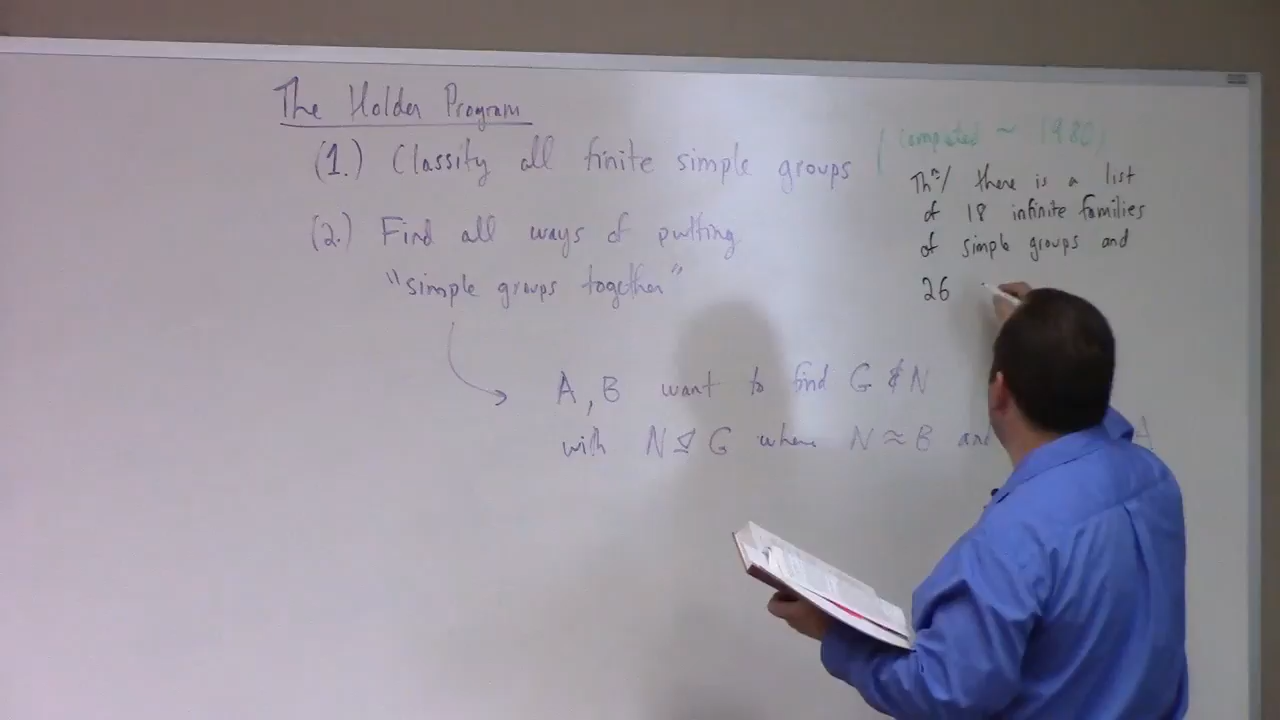 The Holder Program
(1.) Classify all finite simple groups
(completed ~ 1980)
Thm/ there is a list
of 18 infinite families
of simple groups and
26
(2.) Find all ways of putting
"simple groups together"
A, B want to find G & N
with N ⊴ G where N ≈ B and A